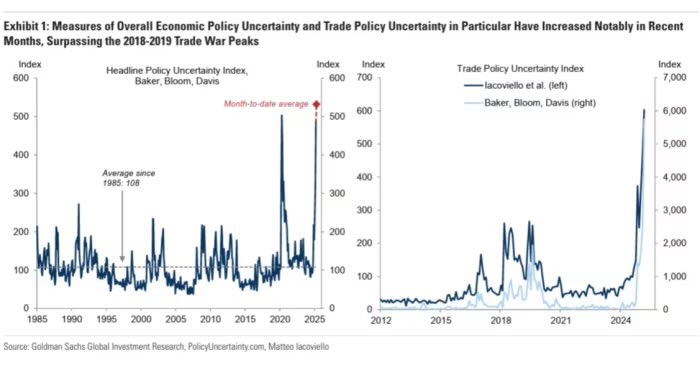 Exhibit 1: Measures of Overall Economic Policy Uncertainty and Trade Policy Uncertainty in Particular Have Increased Notably in Recent
Months, Surpassing the 2018-2019 Trade War Peaks
Index
Headline Policy Uncertainty Index,
Baker, Bloom, Davis
Index
600
500
400
300
200
100
0
Month-to-date average
Average since
1985: 108
600
500
400
300
200
100
0
1985 1990 1995 2000 2005 2010 2015 2020 2025
Index
Trade Policy Uncertainty Index
Index
Iacoviello et al. (left)
Baker, Bloom, Davis (right)
700
600
500
400
300
200
100
0
7,000
6,000
5,000
4,000
3,000
2,000
1,000
0
2012 2015 2018 2021 2024
Source: Goldman Sachs Global Investment Research, PolicyUncertainty.com, Matteo Iacoviello